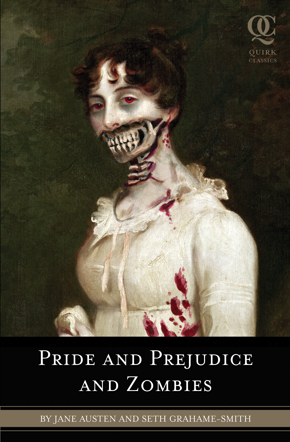 QC
QUIRK
CLASSICS
PRIDE AND PREJUDICE
AND ZOMBIES
BY JANE AUSTEN AND SETH GRAHAME-SMITH